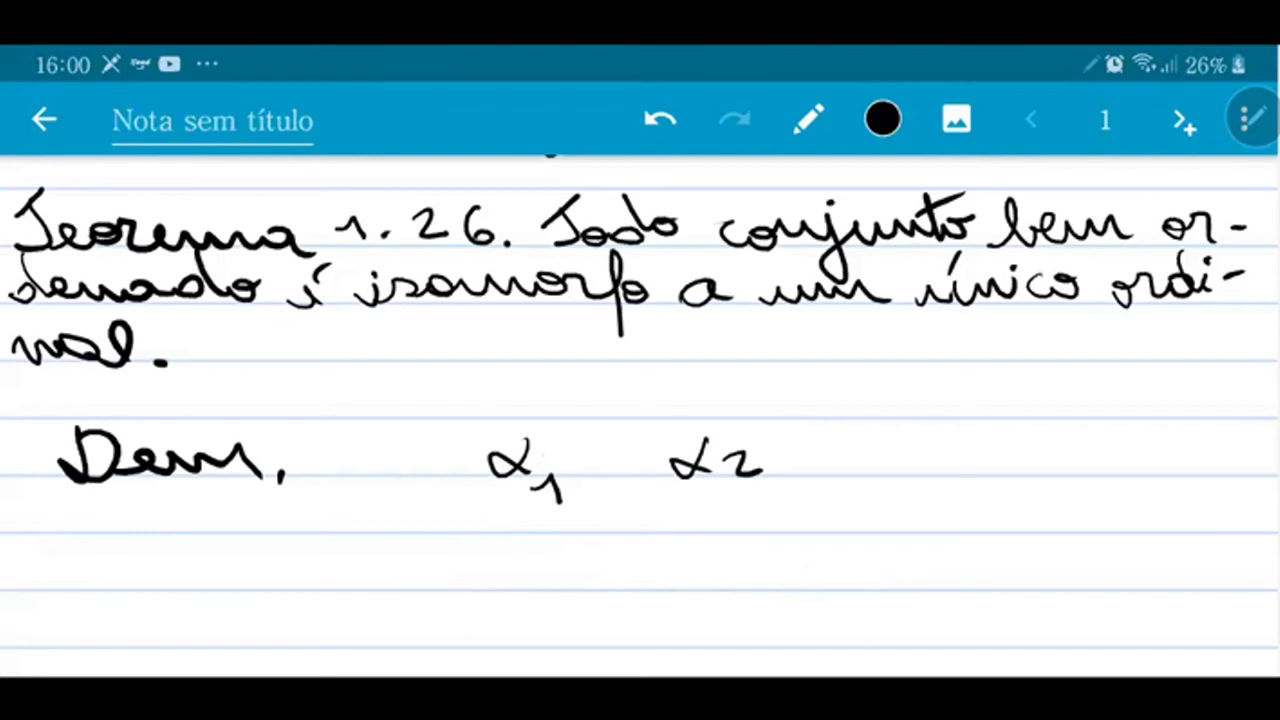 16:00 ... 26%
Nota sem título 1
Teorema 1.26. Todo conjunto bem or-
denado é isomorfo a um único ordi-
nal.
Dem. α₁ α2